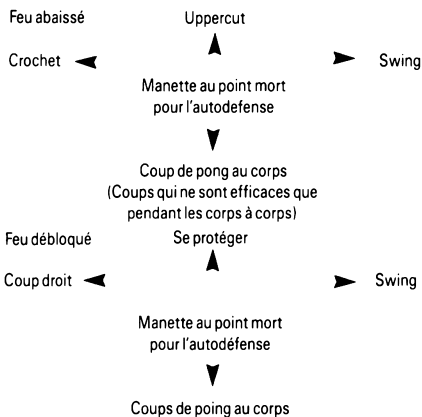 Feu abaissé Uppercut
Crochet Swing
Manette au point mort
pour l'autodefense
Coup de pong au corps
(Coups qui ne sont efficaces que
pendant les corps à corps)
Feu débloqué Se protéger
Coup droit Swing
Manette au point mort
pour l'autodéfense
Coups de poing au corps